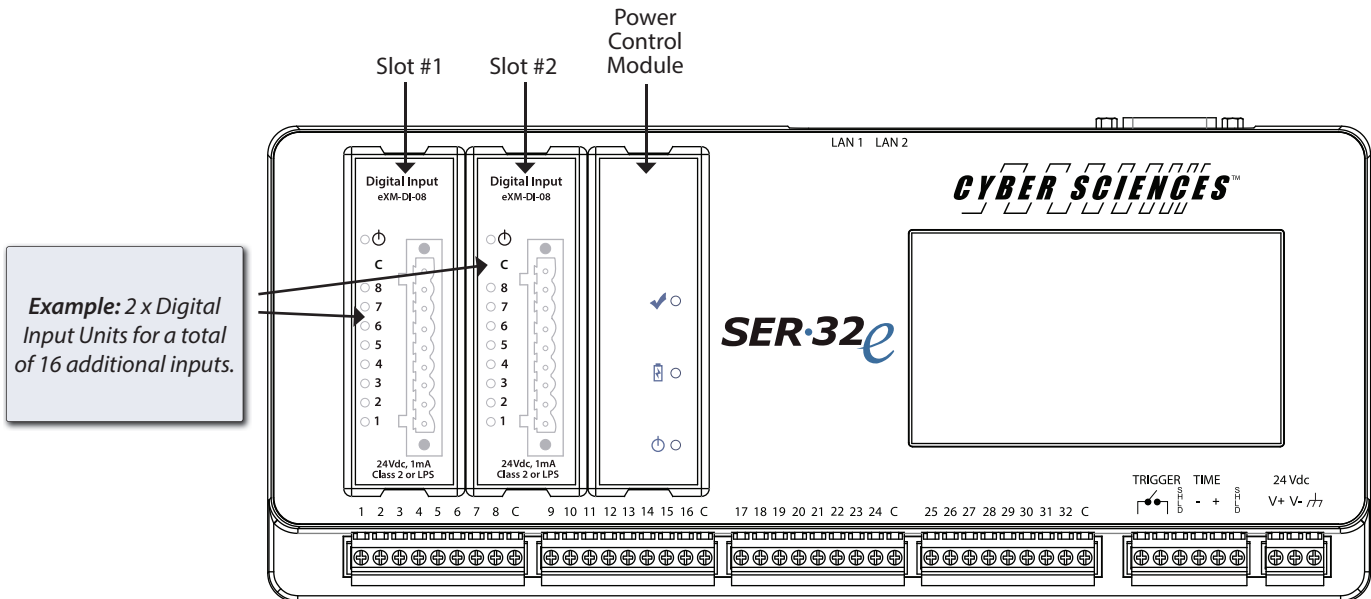 Power
Control
Module
Slot #1
Slot #2
LAN 1 LAN 2
CYBER SCIENCES™
Digital Input
eXM-DI-08
C
8
7
6
5
4
3
2
1
24Vdc, 1mA
Class 2 or LPS
Digital Input
eXM-DI-08
C
8
7
6
5
4
3
2
1
24Vdc, 1mA
Class 2 or LPS
Example: 2 x Digital
Input Units for a total
of 16 additional inputs.
SER·32e
TRIGGER TIME 24 Vdc
SHLD - + SHLD V+ V-
1 2 3 4 5 6 7 8 C 9 10 11 12 13 14 15 16 C 17 18 19 20 21 22 23 24 C 25 26 27 28 29 30 31 32 C